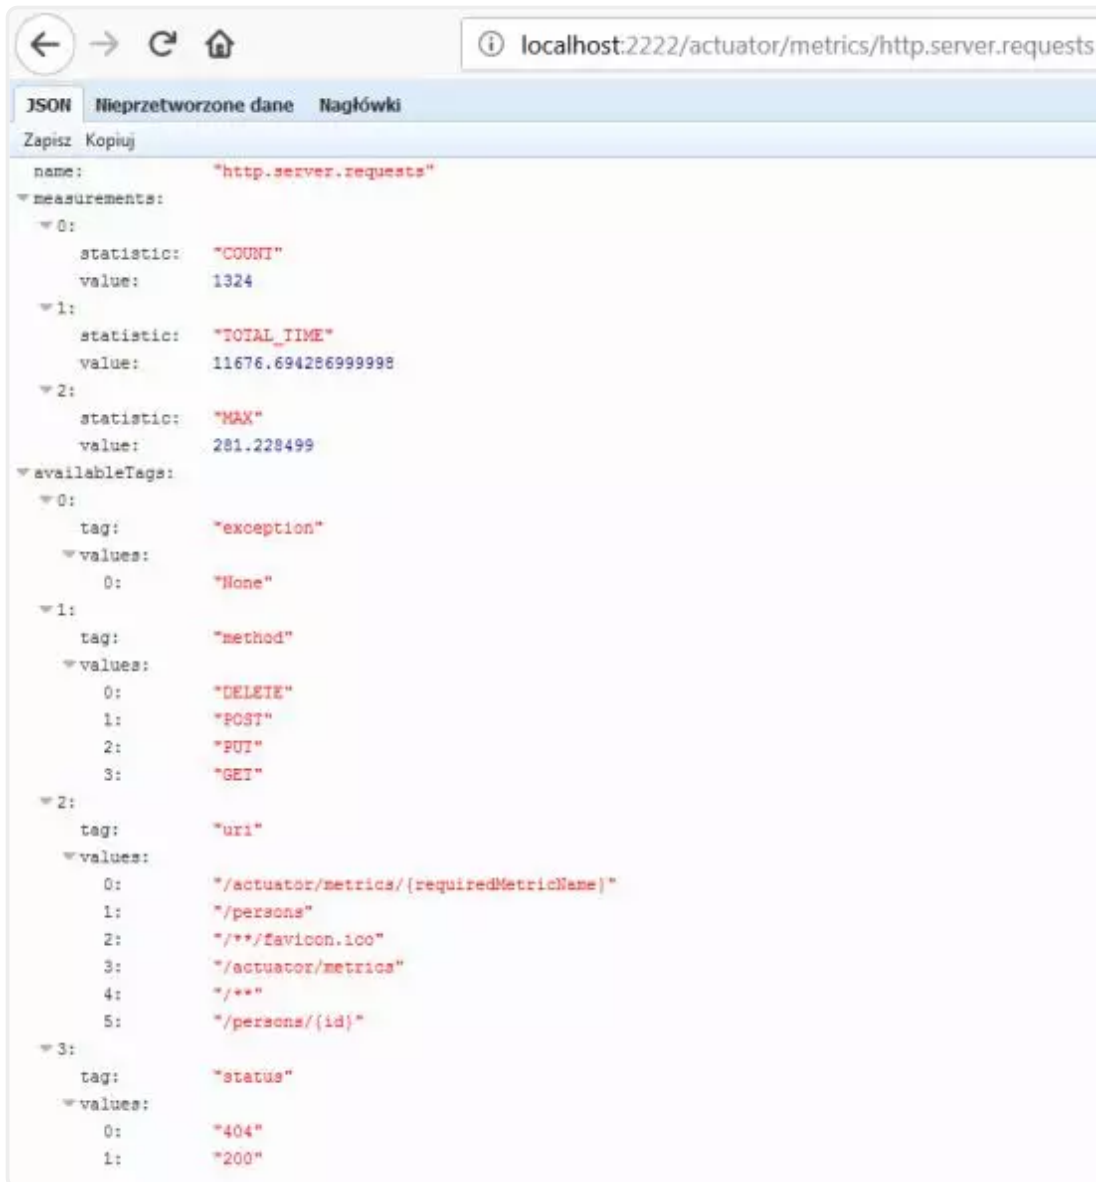 localhost:2222/actuator/metrics/http.server.requests
JSON Nieprzetworzone dane Nagłówki
Zapisz Kopiuj
name: "http.server.requests"
measurements:
0:
statistic: "COUNT"
value: 1324
1:
statistic: "TOTAL_TIME"
value: 11676.694286999998
2:
statistic: "MAX"
value: 281.228499
availableTags:
0:
tag: "exception"
values:
0: "None"
1:
tag: "method"
values:
0: "DELETE"
1: "POST"
2: "PUT"
3: "GET"
2:
tag: "uri"
values:
0: "/actuator/metrics/{requiredMetricName}"
1: "/persons"
2: "/**/favicon.ico"
3: "/actuator/metrics"
4: "/**"
5: "/persons/{id}"
3:
tag: "status"
values:
0: "404"
1: "200"